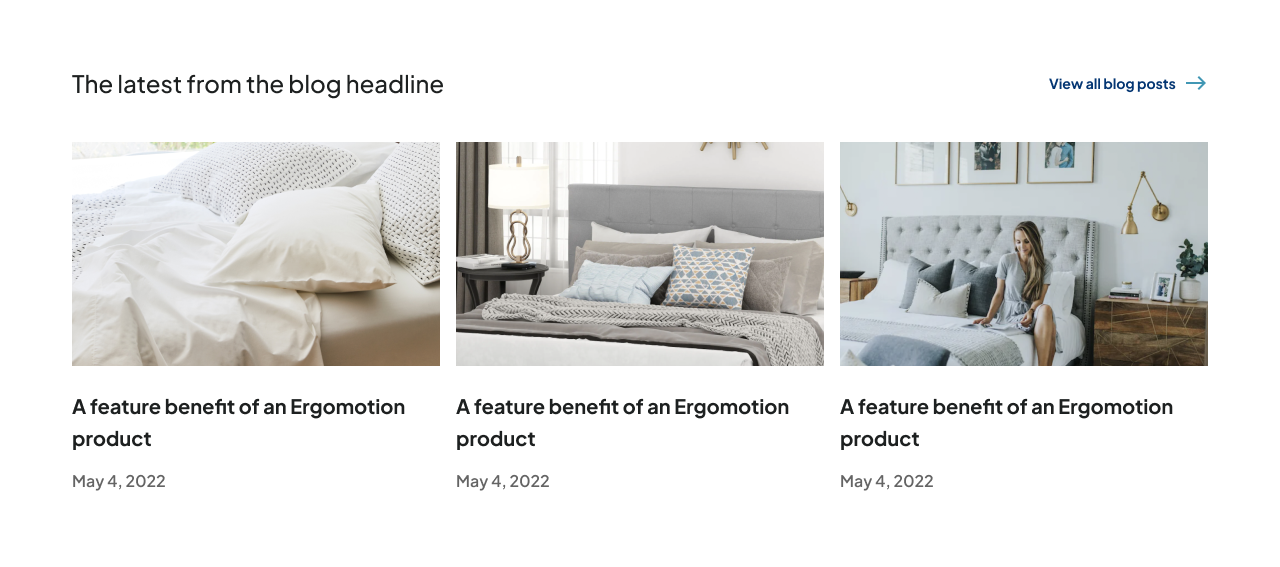 The latest from the blog headline
View all blog posts
A feature benefit of an Ergomotion
product
May 4, 2022
A feature benefit of an Ergomotion
product
May 4, 2022
A feature benefit of an Ergomotion
product
May 4, 2022